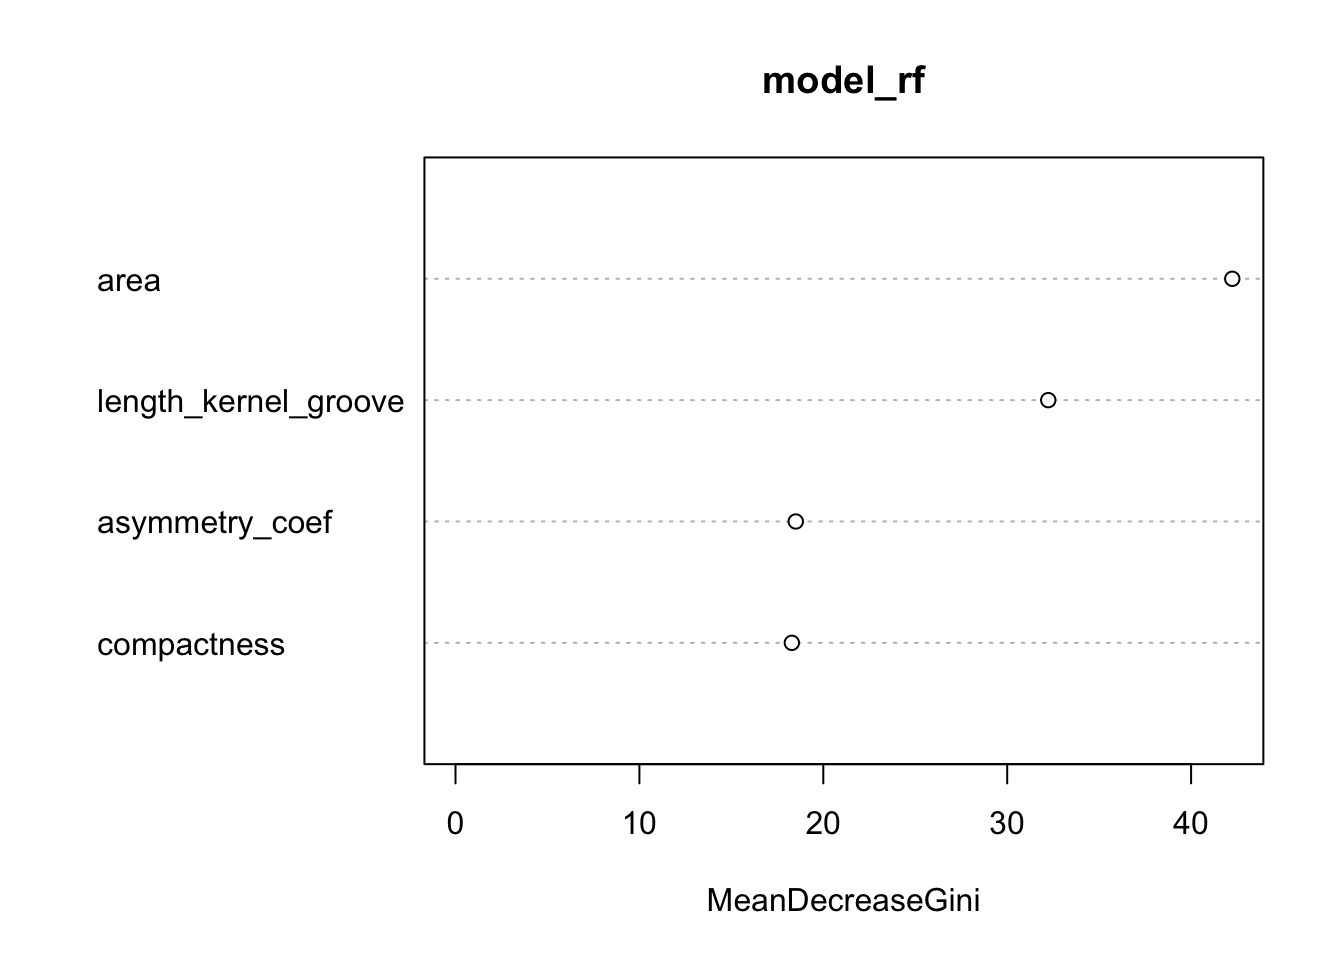 model_rf
area
length_kernel_groove
asymmetry_coef
compactness
0 10 20 30 40
MeanDecreaseGini